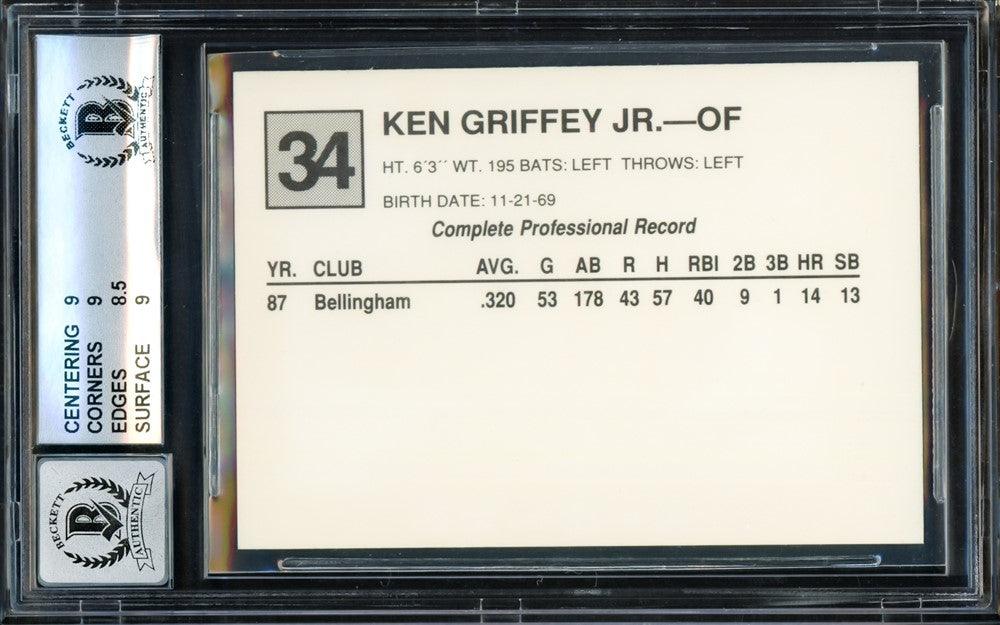 34
KEN GRIFFEY JR.—OF
HT. 6'3'' WT. 195 BATS: LEFT THROWS: LEFT
BIRTH DATE: 11-21-69
Complete Professional Record
YR. CLUB AVG. G AB R H RBI 2B 3B HR SB
87 Bellingham .320 53 178 43 57 40 9 1 14 13
BECKETT
B
AUTHENTIC
CENTERING 9
CORNERS 9
EDGES 8.5
SURFACE 9
BECKETT
B
AUTHENTIC